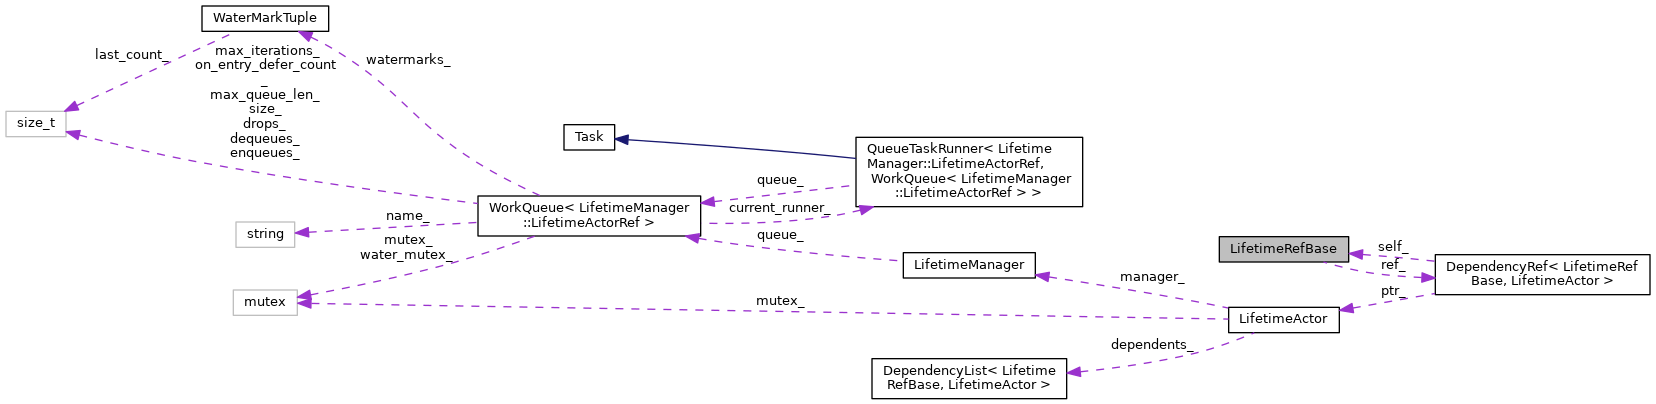 WaterMarkTuple
last_count_
max_iterations_
on_entry_defer_count
_
max_queue_len_
size_
drops_
dequeues_
enqueues_
watermarks_
size_t
Task
QueueTaskRunner< Lifetime
Manager::LifetimeActorRef,
WorkQueue< LifetimeManager
::LifetimeActorRef > >
queue_
current_runner_
WorkQueue< LifetimeManager
::LifetimeActorRef >
name_
string
mutex_
water_mutex_
queue_
LifetimeManager
LifetimeRefBase
self_
ref_
DependencyRef< LifetimeRef
Base, LifetimeActor >
ptr_
manager_
mutex
mutex_
LifetimeActor
dependents_
DependencyList< Lifetime
RefBase, LifetimeActor >